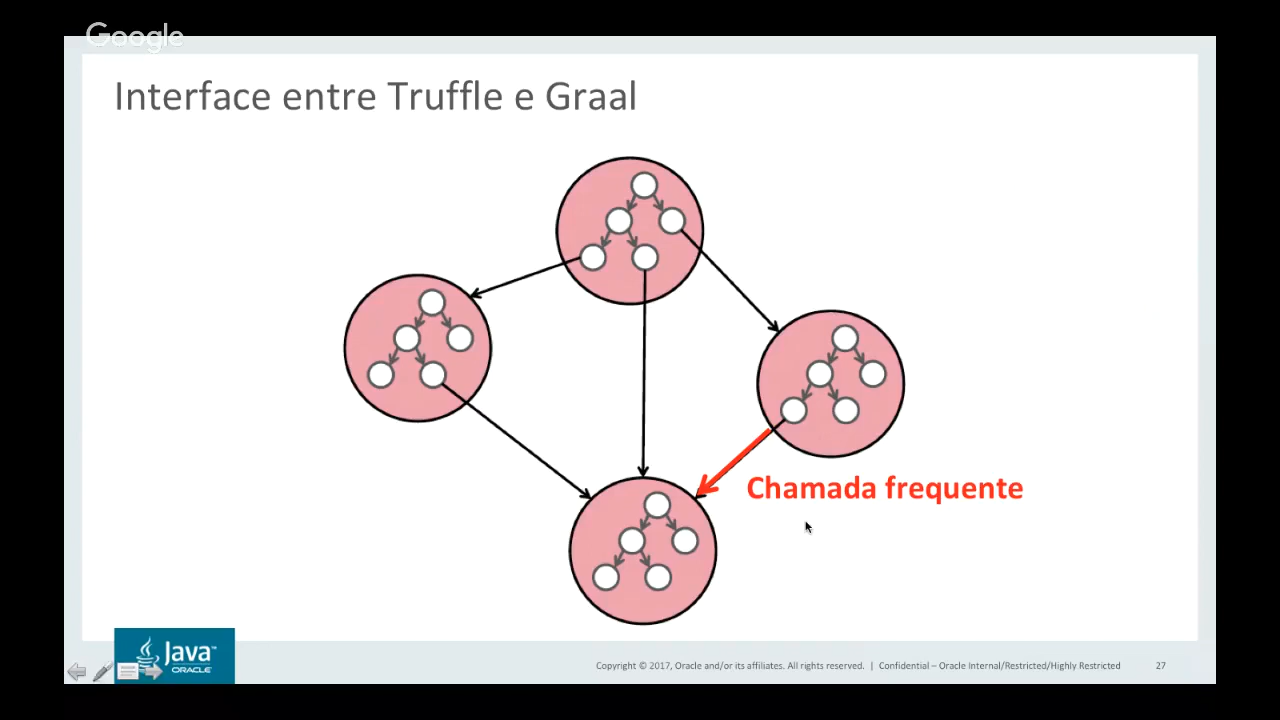 Google
Interface entre Truffle e Graal
Chamada frequente
Java™
ORACLE
Copyright © 2017, Oracle and/or its affiliates. All rights reserved. | Confidential – Oracle Internal/Restricted/Highly Restricted 27